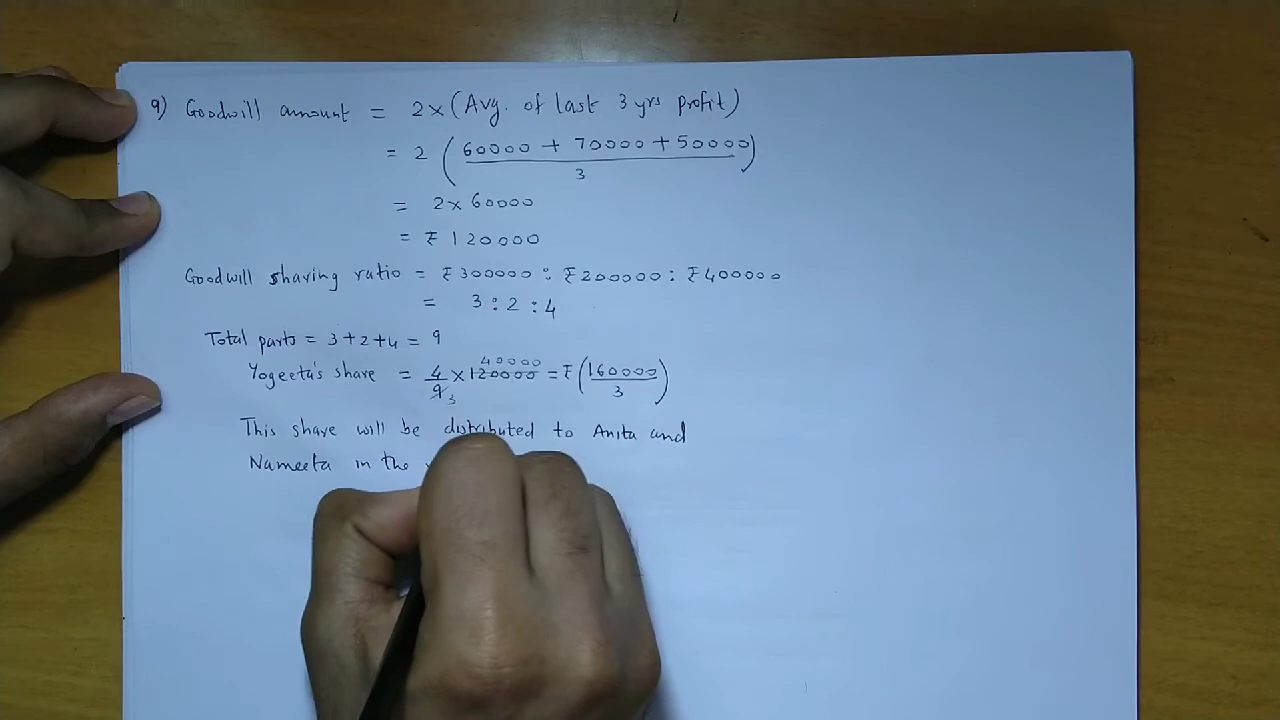 9) Goodwill amount = 2×(Avg. of last 3 yrs profit)
= 2 (60000 + 70000 + 50000 / 3)
= 2×60000
= ₹120000
Goodwill sharing ratio = ₹300000 : ₹200000 : ₹400000
= 3:2:4
Total parts = 3+2+4 = 9
40000
Yogeeta's share = 4/9 × 120000 = ₹(160000/3)
3
This share will be distributed to Anita and
Nameeta in the